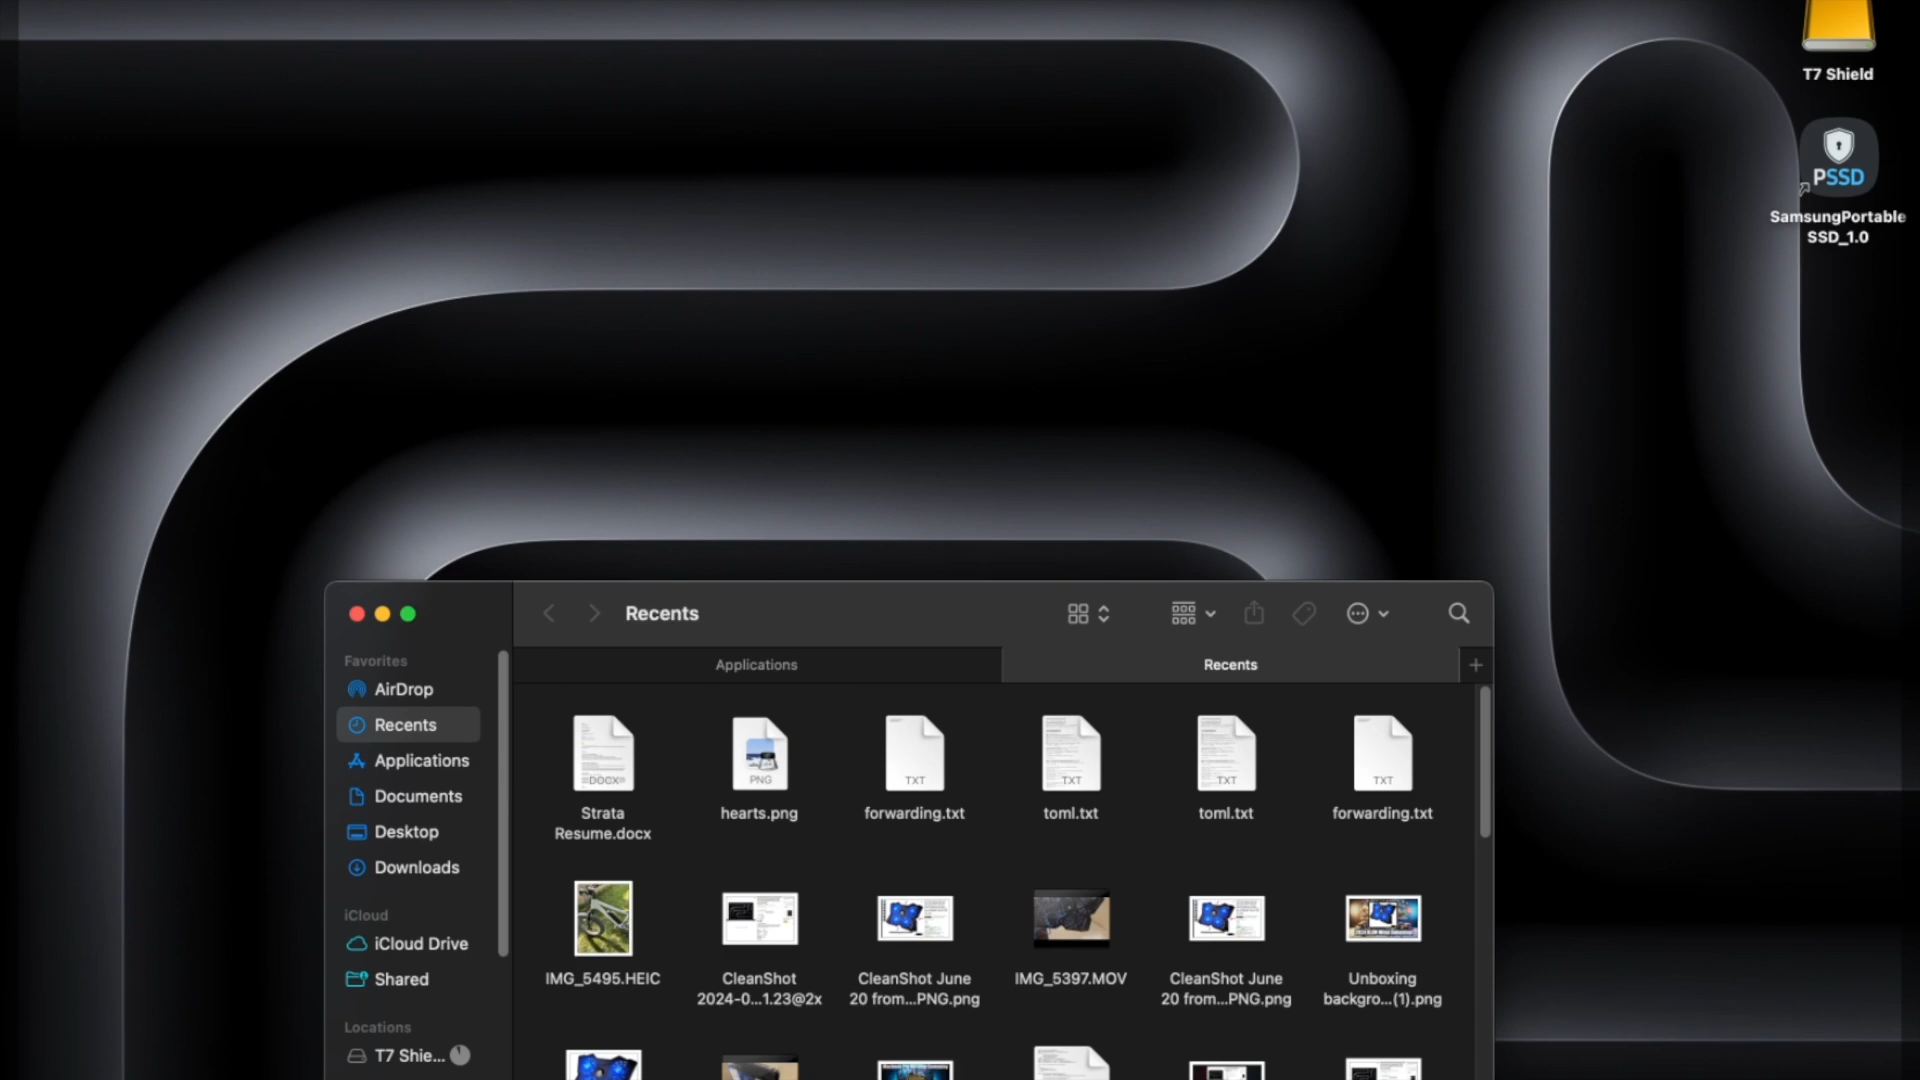 T7 Shield
PSSD
SamsungPortable
SSD_1.0
Recents
Applications
Recents
Favorites
AirDrop
Recents
Applications
Documents
Desktop
Downloads
iCloud
iCloud Drive
Shared
Locations
T7 Shie...
DOCX
PNG
TXT
TXT
TXT
TXT
Strata
Resume.docx
hearts.png
forwarding.txt
toml.txt
toml.txt
forwarding.txt
IMG_5495.HEIC
CleanShot
2024-0...1.23@2x
CleanShot June
20 from...PNG.png
IMG_5397.MOV
CleanShot June
20 from...PNG.png
Unboxing
backgro...(1).png